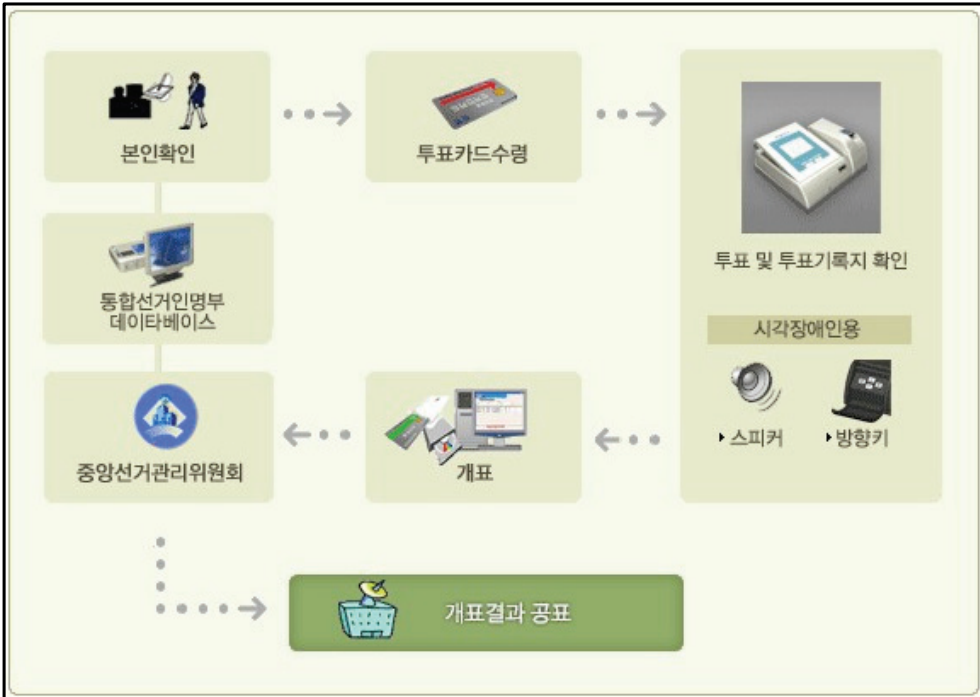 본인확인
투표카드수령
투표 및 투표기록지 확인
시각장애인용
스피커
방향키
통합선거인명부
데이타베이스
개표
중앙선거관리위원회
개표결과 공표